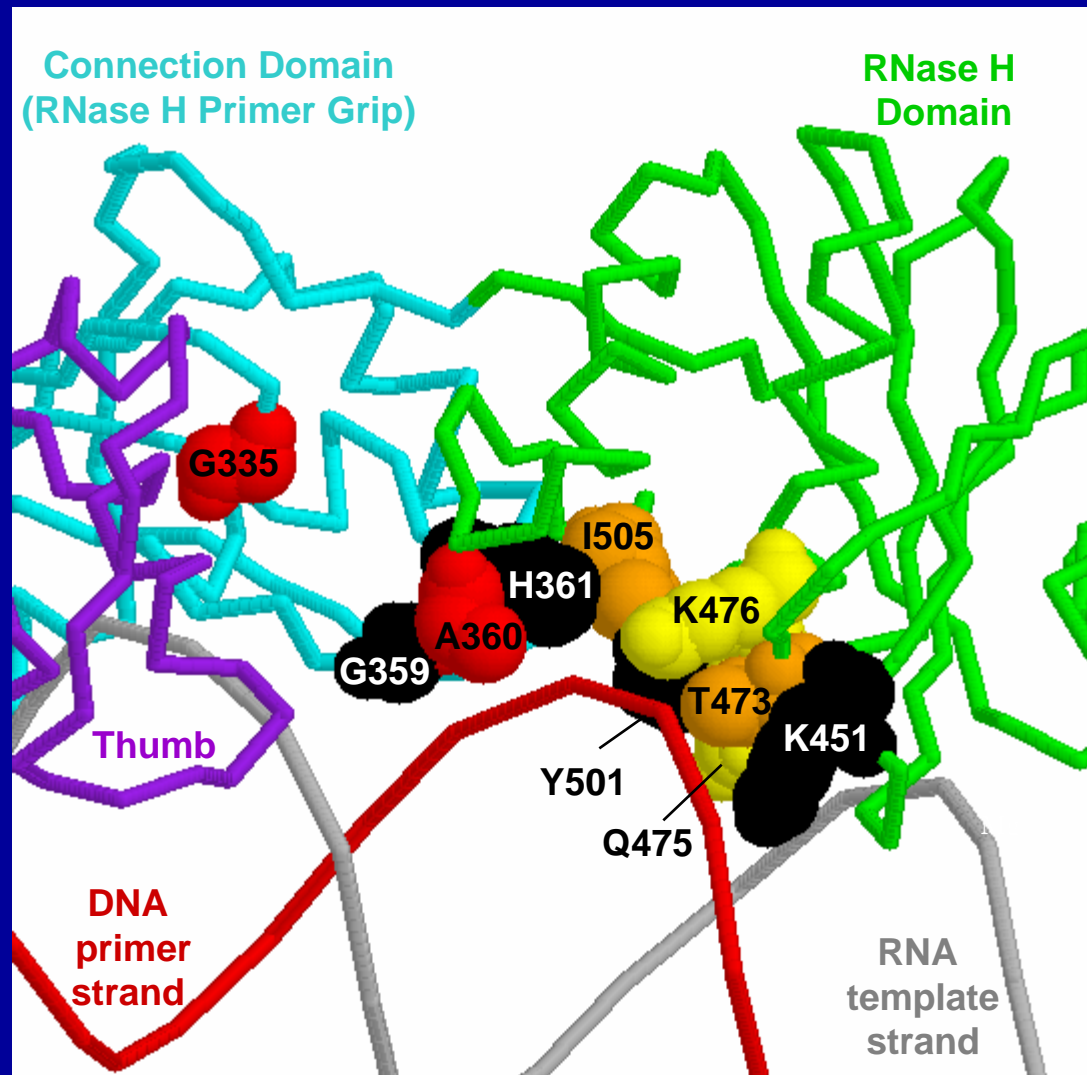 Connection Domain
(RNase H Primer Grip)
RNase H
Domain
G335
I505
H361
K476
A360
G359
T473
K451
Thumb
Y501
Q475
DNA
primer
strand
RNA
template
strand